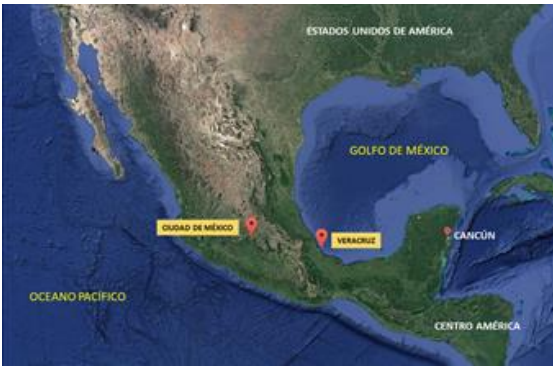 ESTADOS UNIDOS DE AMÉRICA
GOLFO DE MÉXICO
CIUDAD DE MÉXICO
VERACRUZ
CANCÚN
OCEANO PACÍFICO
CENTRO AMÉRICA